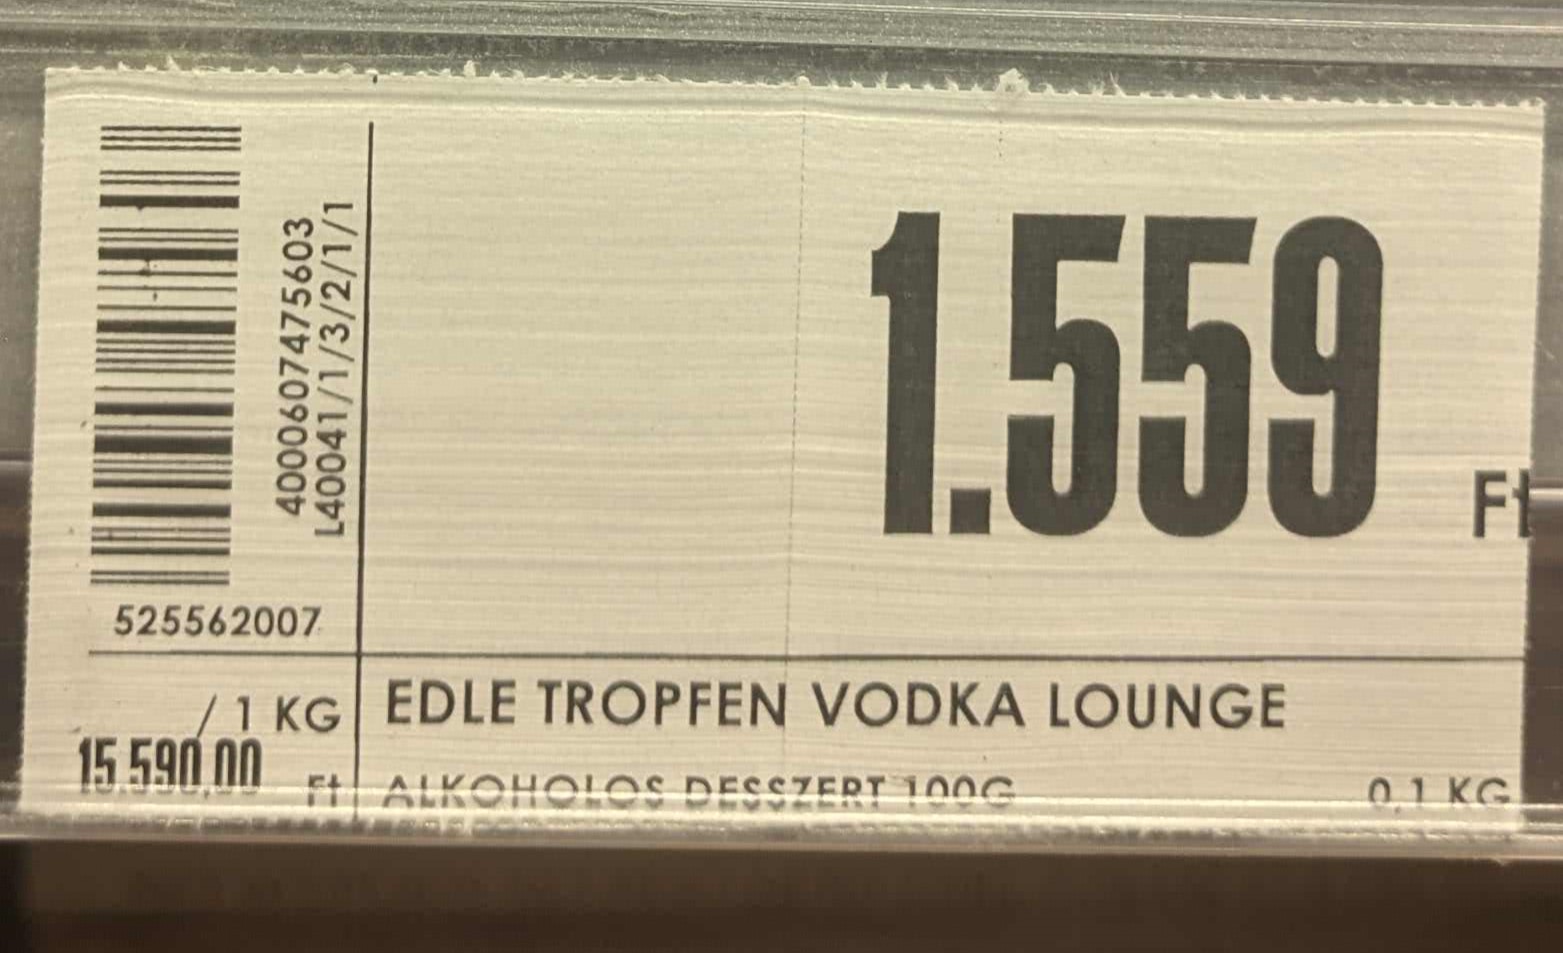 4000607475603
L40041/1/3/2/1/1
525562007
1.559 Ft
/ 1 KG
15.590,00 Ft
EDLE TROPFEN VODKA LOUNGE
ALKOHOLOS DESSZERT 100G
0,1 KG